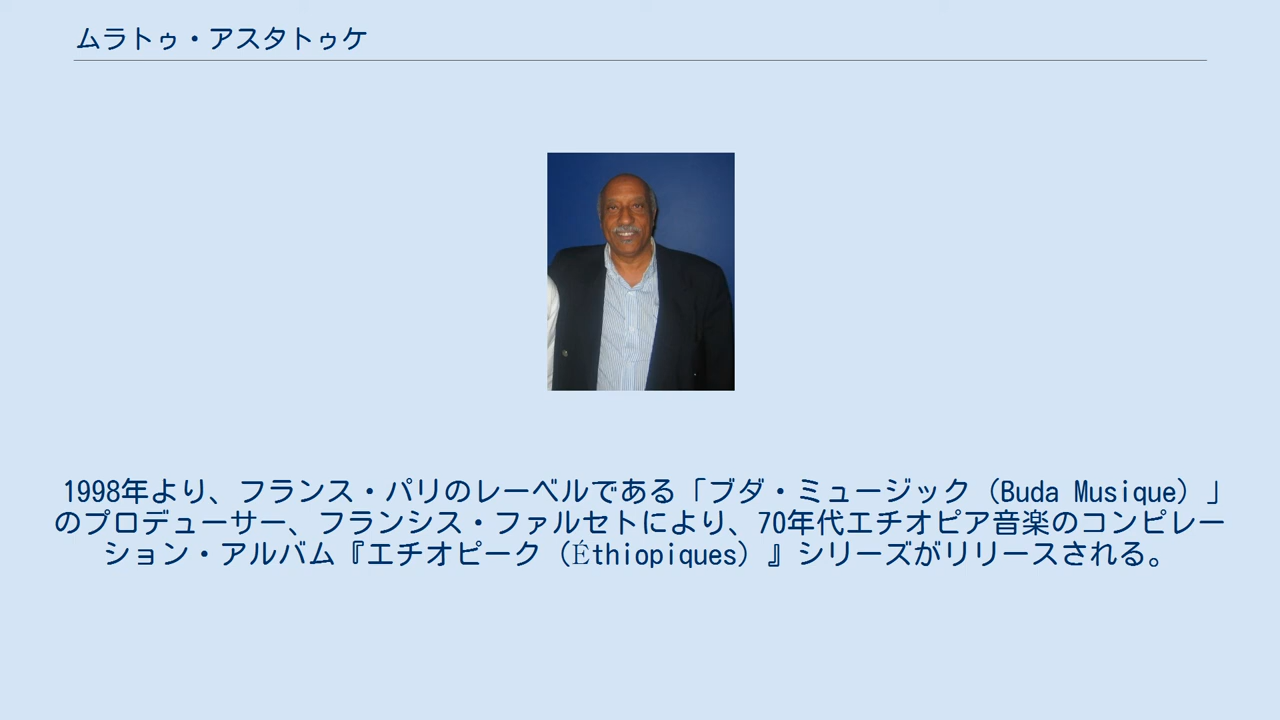 ムラトゥ・アスタトゥケ
1998年より、フランス・パリのレーベルである「ブダ・ミュージック（Buda Musique）」
のプロデューサー、フランシス・ファルセトにより、70年代エチオピア音楽のコンピレー
ション・アルバム『エチオピーク（Éthiopiques）』シリーズがリリースされる。